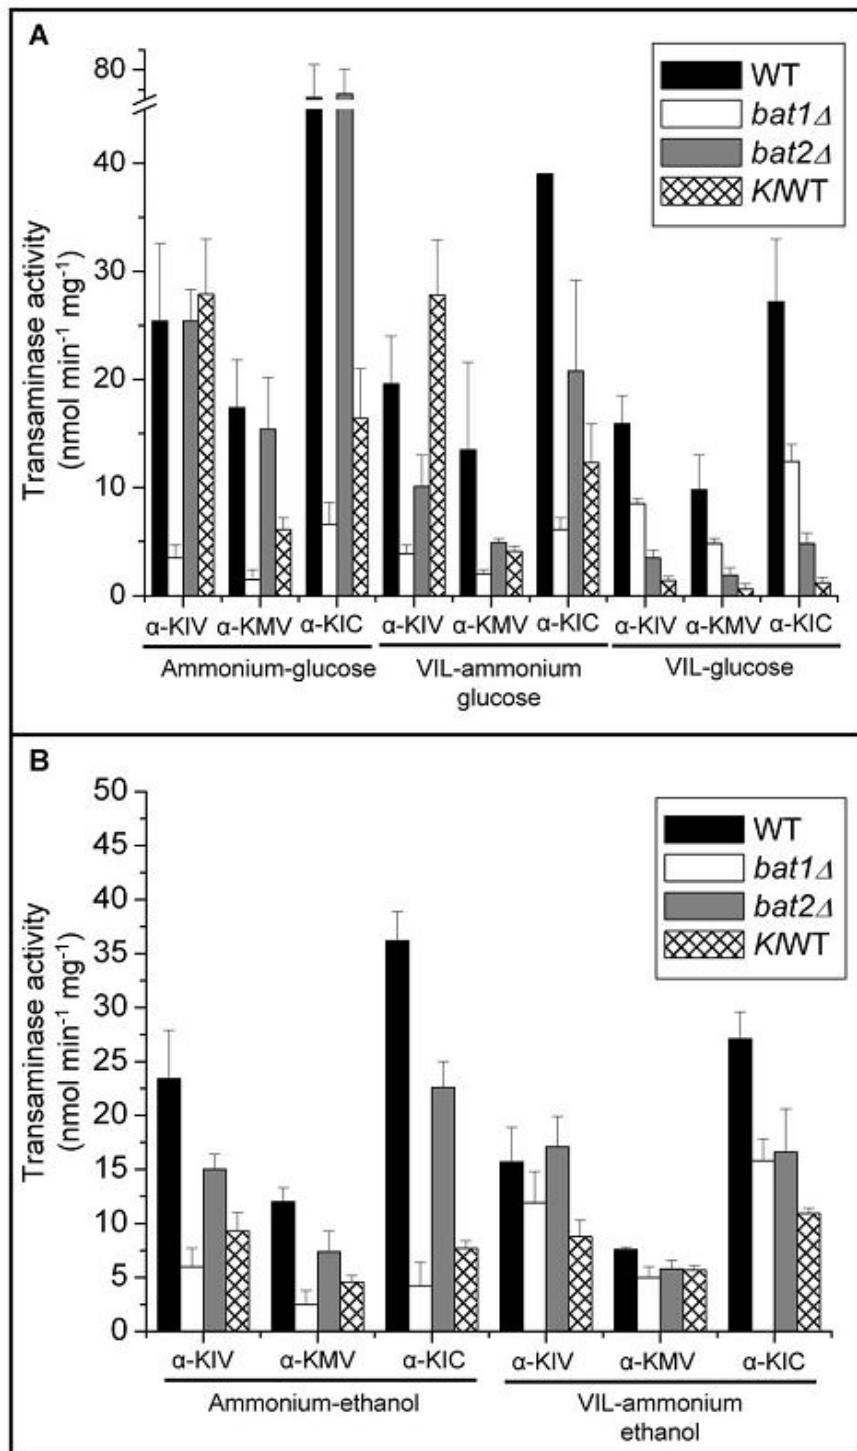 A
80
40
30
20
10
0
Transaminase activity
(nmol min⁻¹ mg⁻¹)
WT
bat1Δ
bat2Δ
KlWT
α-KIV α-KMV α-KIC α-KIV α-KMV α-KIC α-KIV α-KMV α-KIC
Ammonium-glucose VIL-ammonium VIL-glucose
glucose
B
50
45
40
35
30
25
20
15
10
5
0
Transaminase activity
(nmol min⁻¹ mg⁻¹)
WT
bat1Δ
bat2Δ
KlWT
α-KIV α-KMV α-KIC α-KIV α-KMV α-KIC
Ammonium-ethanol VIL-ammonium
ethanol